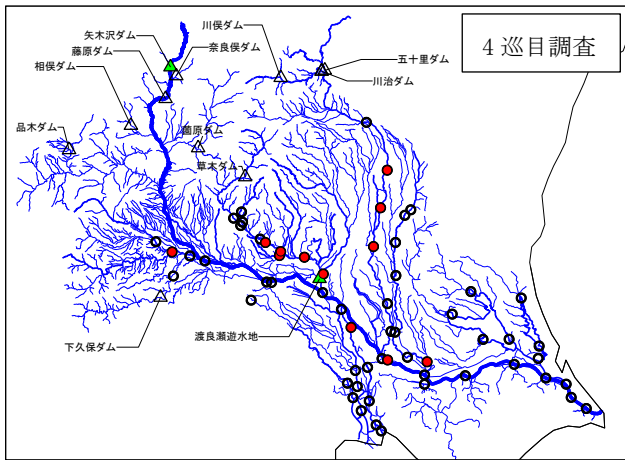 4巡目調査
川俣ダム
矢木沢ダム
奈良俣ダム
藤原ダム
五十里ダム
相俣ダム
川治ダム
薗原ダム
品木ダム
草木ダム
渡良瀬遊水地
下久保ダム